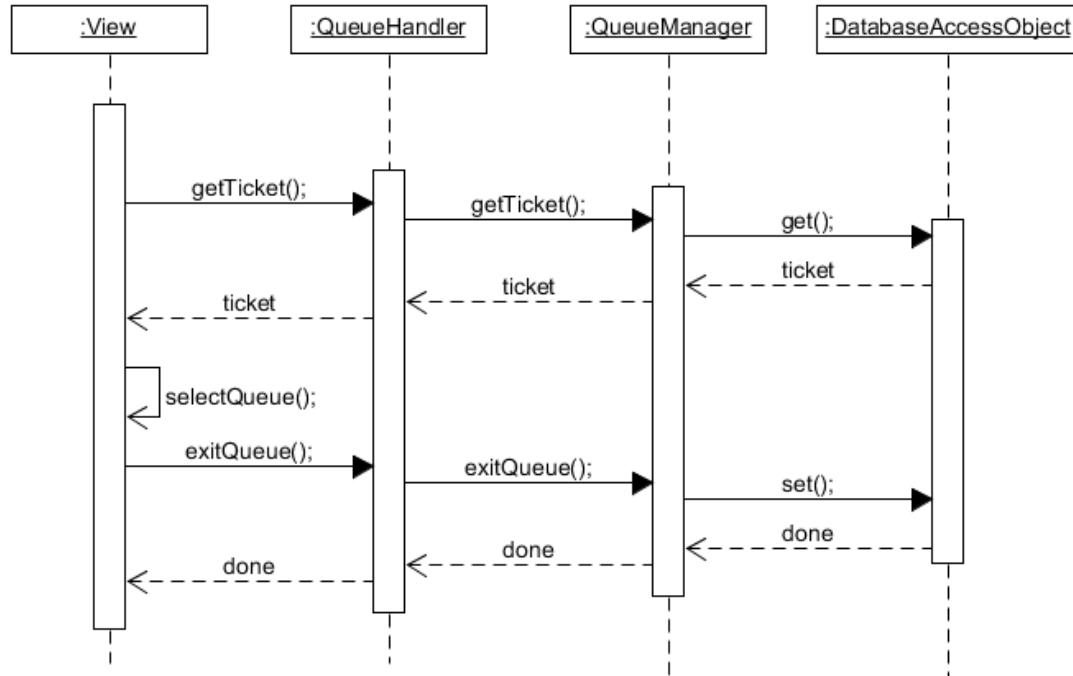 :View
:QueueHandler
:QueueManager
:DatabaseAccessObject
getTicket();
getTicket();
get();
ticket
ticket
ticket
selectQueue();
exitQueue();
exitQueue();
set();
done
done
done